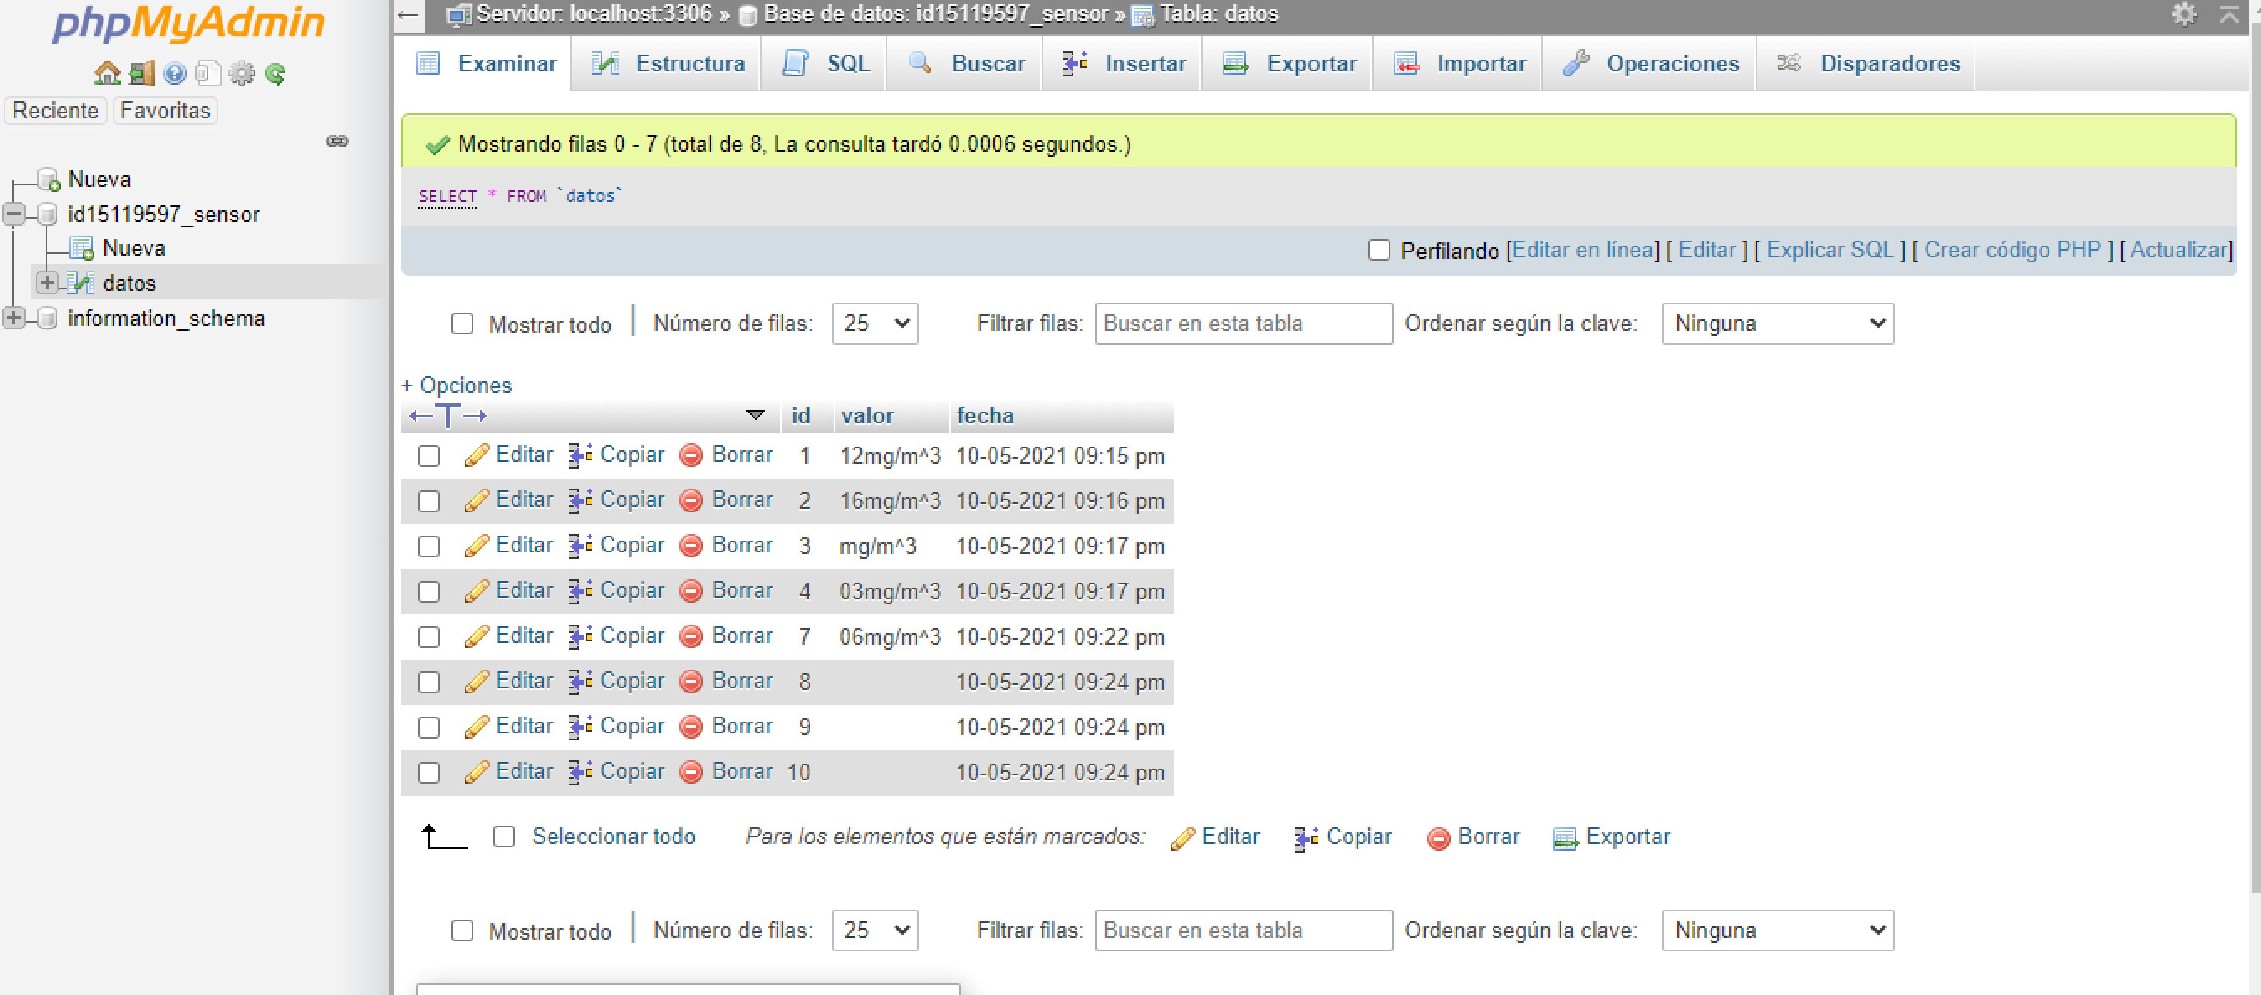 phpMyAdmin
Reciente Favoritas
Nueva
id15119597_sensor
Nueva
datos
information_schema
Servidor: localhost:3306 » Base de datos: id15119597_sensor » Tabla: datos
Examinar Estructura SQL Buscar Insertar Exportar Importar Operaciones Disparadores
Mostrando filas 0 - 7 (total de 8, La consulta tardó 0.0006 segundos.)
SELECT * FROM `datos`
Perfilando [Editar en línea] [ Editar ] [ Explicar SQL ] [ Crear código PHP ] [ Actualizar]
Mostrar todo | Número de filas: 25 Filtrar filas: Buscar en esta tabla Ordenar según la clave: Ninguna
+ Opciones
←T→ id valor fecha
Editar Copiar Borrar 1 12mg/m^3 10-05-2021 09:15 pm
Editar Copiar Borrar 2 16mg/m^3 10-05-2021 09:16 pm
Editar Copiar Borrar 3 mg/m^3 10-05-2021 09:17 pm
Editar Copiar Borrar 4 03mg/m^3 10-05-2021 09:17 pm
Editar Copiar Borrar 7 06mg/m^3 10-05-2021 09:22 pm
Editar Copiar Borrar 8 10-05-2021 09:24 pm
Editar Copiar Borrar 9 10-05-2021 09:24 pm
Editar Copiar Borrar 10 10-05-2021 09:24 pm
Seleccionar todo Para los elementos que están marcados: Editar Copiar Borrar Exportar
Mostrar todo | Número de filas: 25 Filtrar filas: Buscar en esta tabla Ordenar según la clave: Ninguna